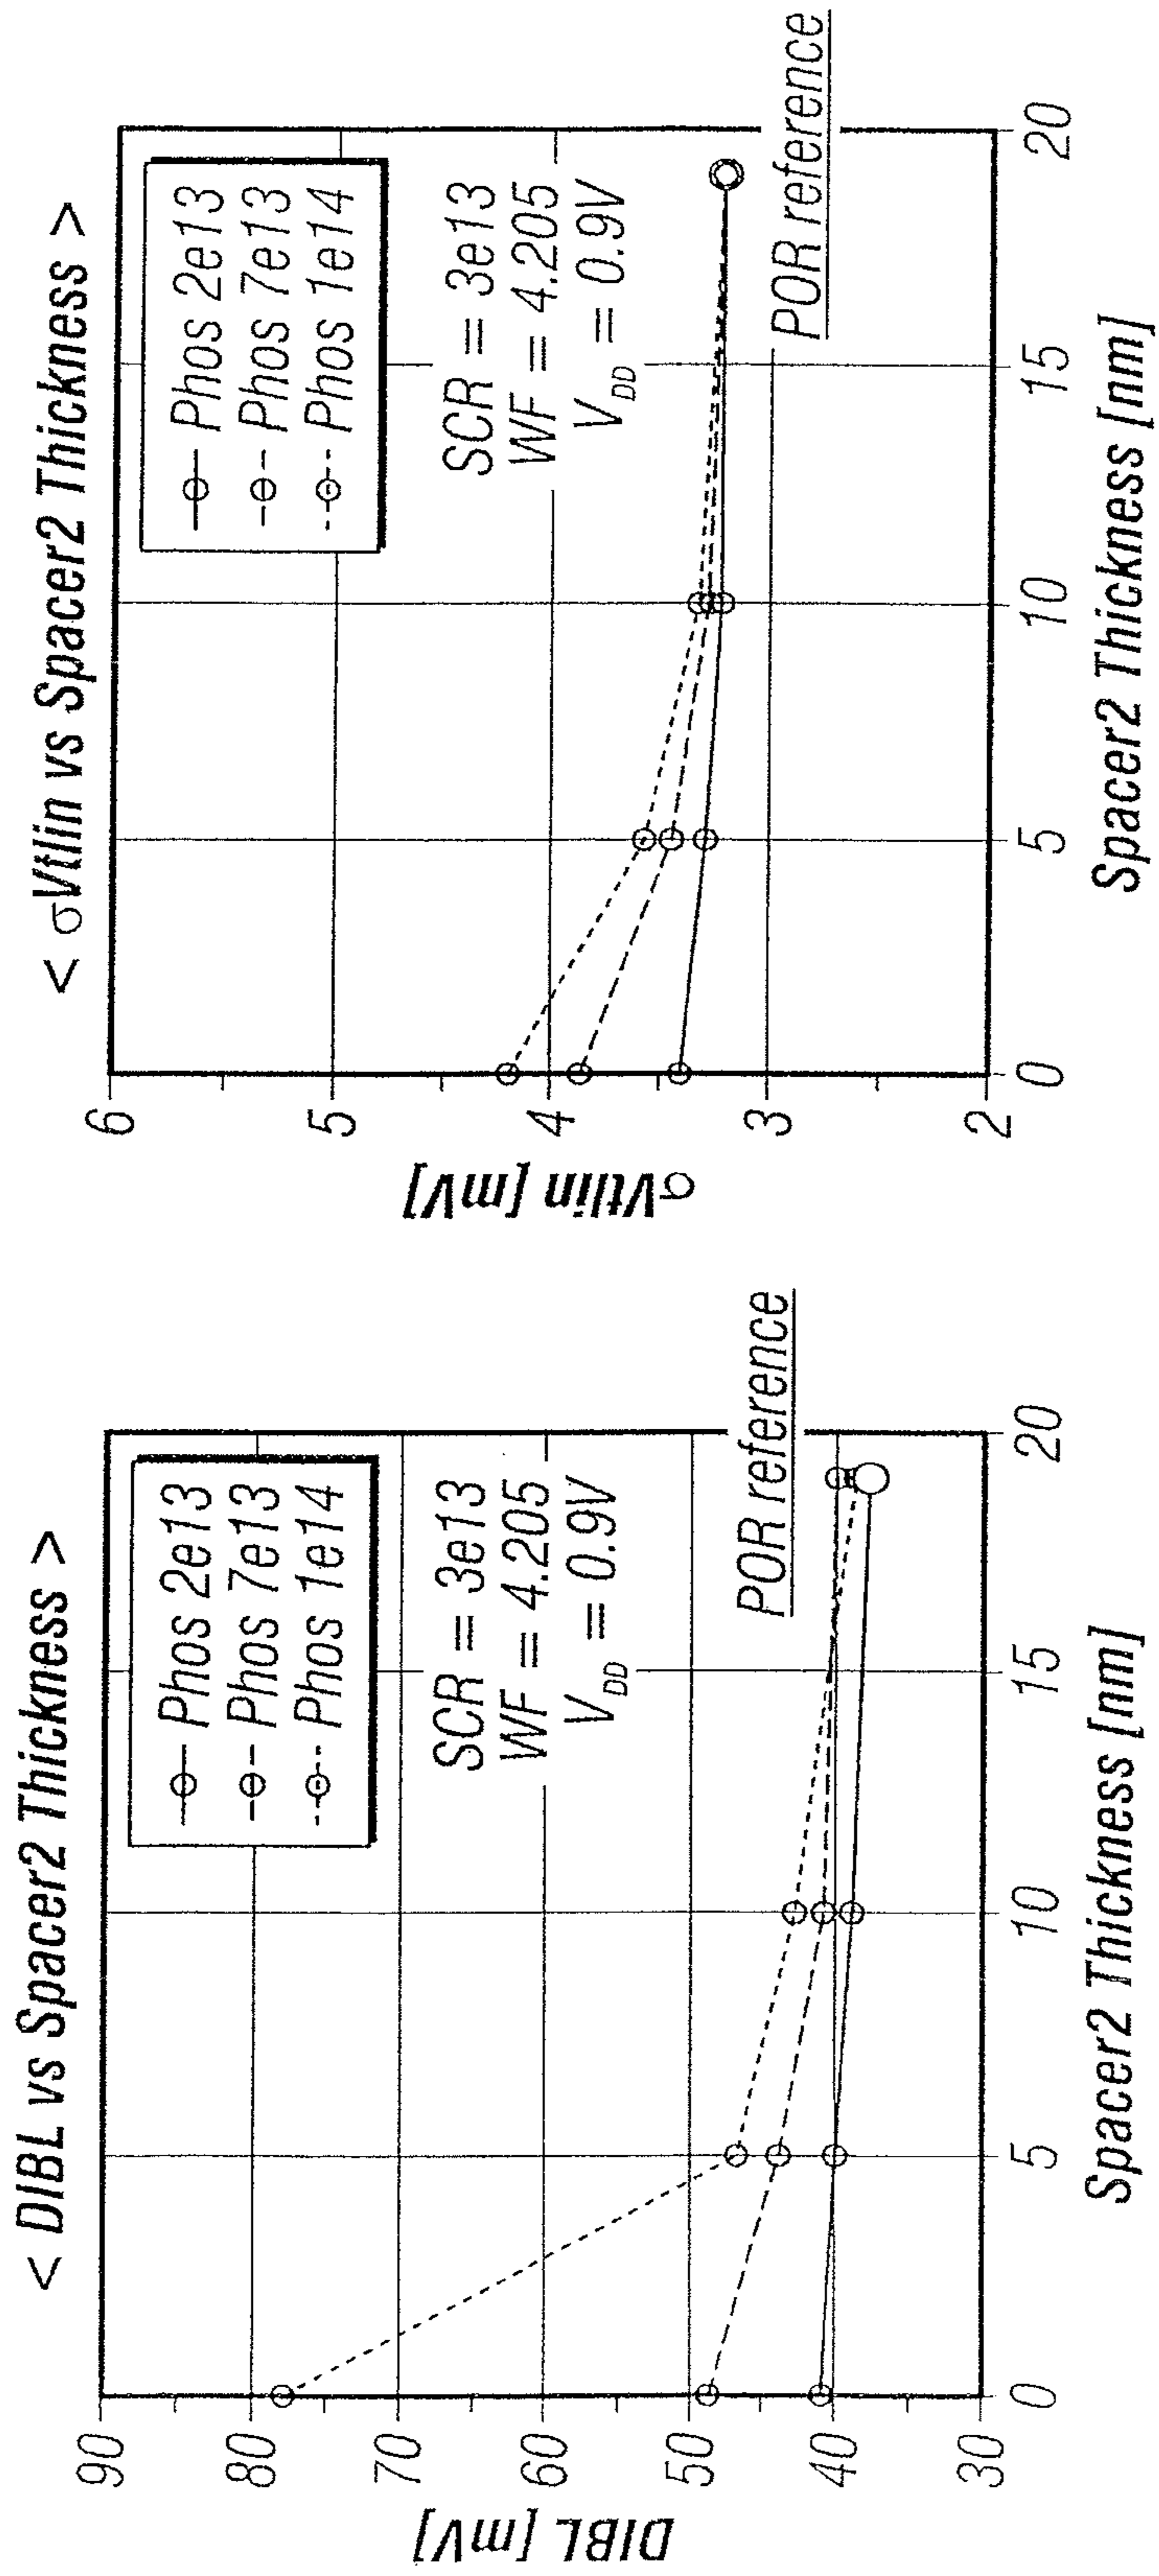 < DIBL vs Spacer2 Thickness >
Phos 2e13
Phos 7e13
Phos 1e14
SCR = 3e13
WF = 4.205
VDD = 0.9V
POR reference
90
80
70
60
50
40
30
DIBL [mV]
0 5 10 15 20
Spacer2 Thickness [nm]
< σVtlin vs Spacer2 Thickness >
Phos 2e13
Phos 7e13
Phos 1e14
SCR = 3e13
WF = 4.205
VDD = 0.9V
POR reference
6
5
4
3
2
σVtlin [mV]
0 5 10 15 20
Spacer2 Thickness [nm]